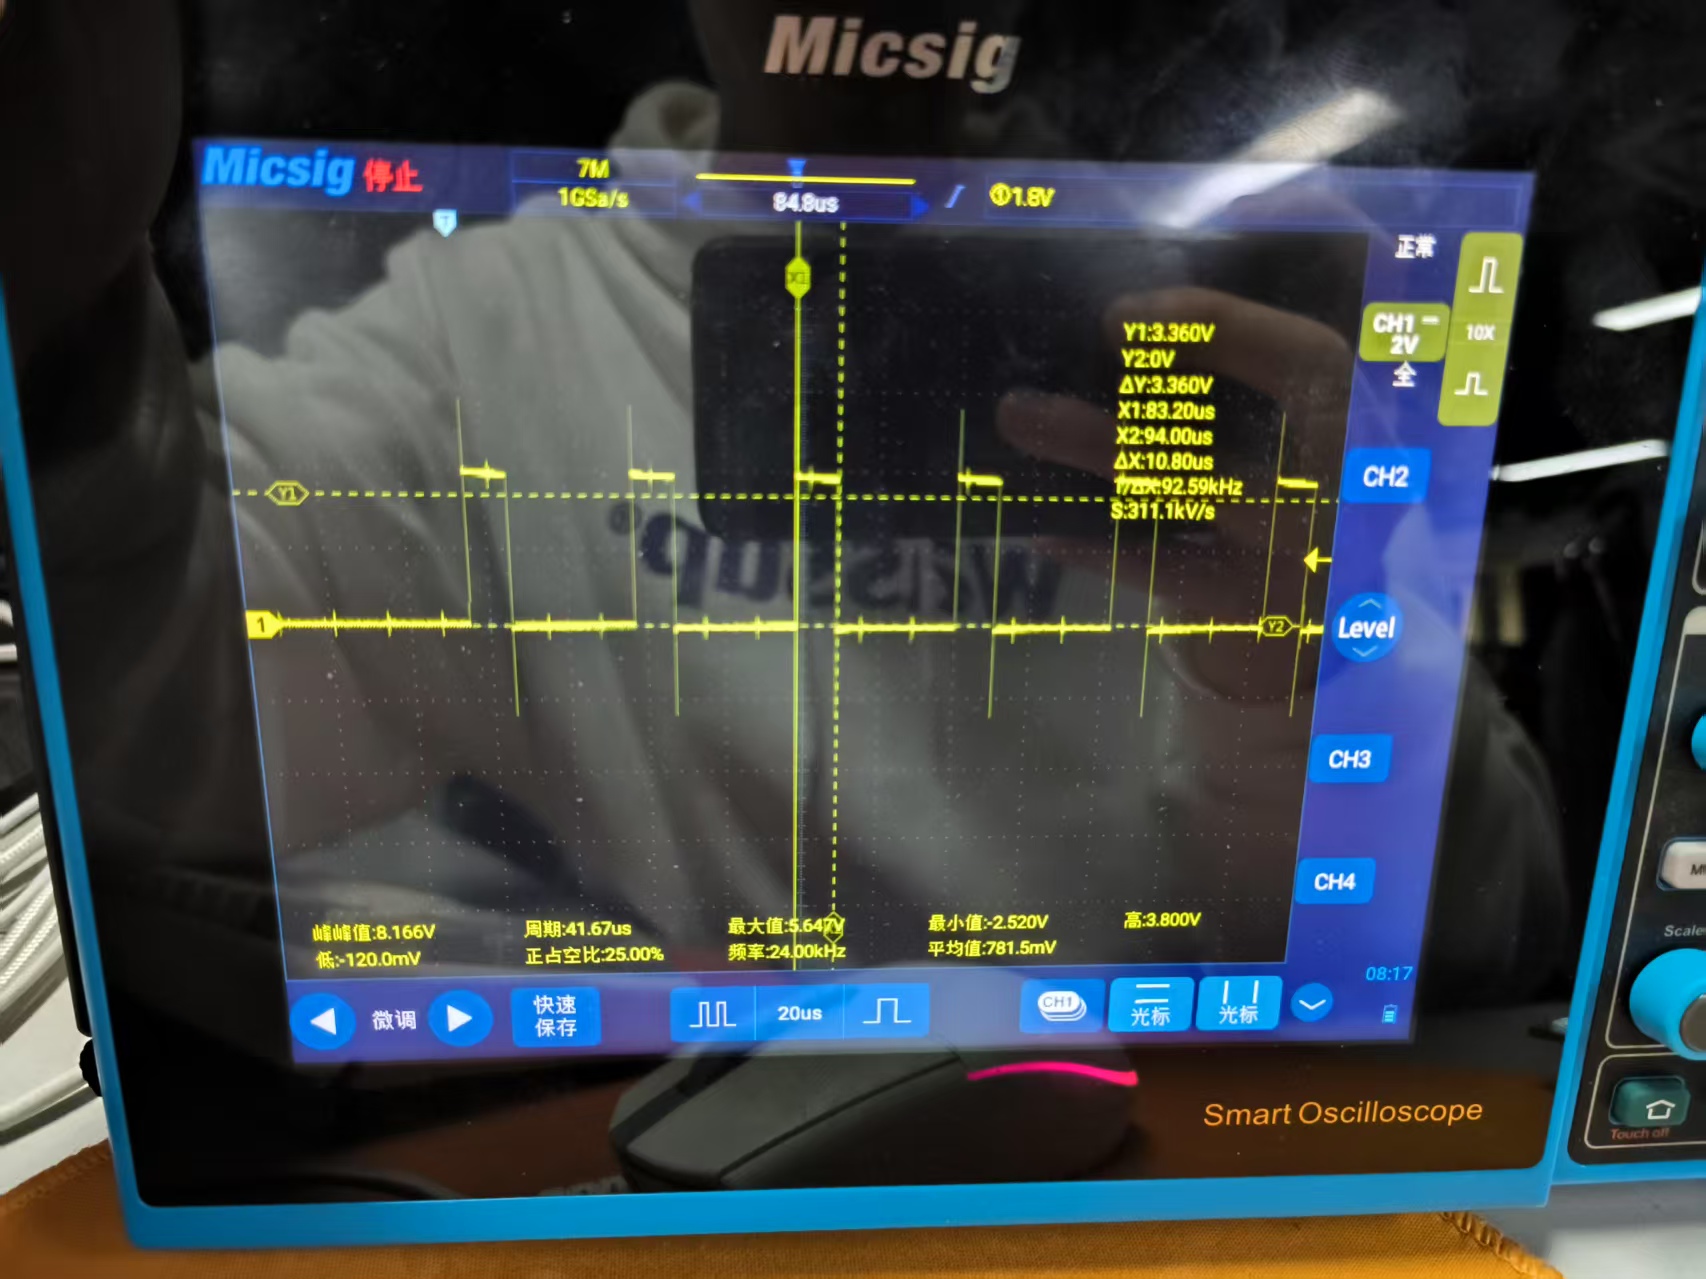 Micsig
Micsig 停止
7M
1GSa/s
84.8us
①1.8V
正常
10X
CH1
2V
全
Y1:3.360V
Y2:0V
ΔY:3.360V
X1:83.20us
X2:94.00us
ΔX:10.80us
1/ΔX:92.59kHz
S:311.1kV/s
Y1
1
Y2
CH2
Level
CH3
CH4
峰峰值:8.166V
周期:41.67us
最大值:5.647V
最小值:-2.520V
高:3.800V
低:-120.0mV
正占空比:25.00%
频率:24.00kHz
平均值:781.5mV
08:17
微调
快速
保存
20us
CH1
光标
光标
Smart Oscilloscope
Scale
Touch off